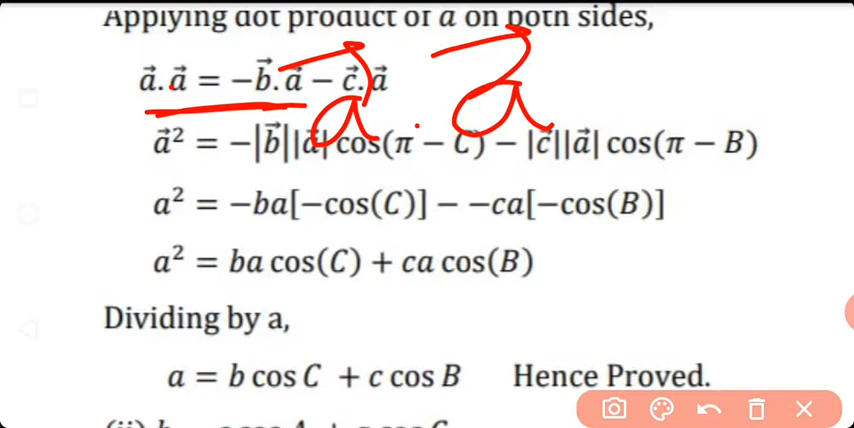 Applying dot product of a on both sides,
a⃗.a⃗ = −b⃗.a⃗ − c⃗.a⃗
a⃗ . a⃗
a⃗² = −|b⃗||a⃗| cos(π − C) − |c⃗||a⃗| cos(π − B)
a² = −ba[−cos(C)] − −ca[−cos(B)]
a² = ba cos(C) + ca cos(B)
Dividing by a,
a = b cos C + c cos B Hence Proved.